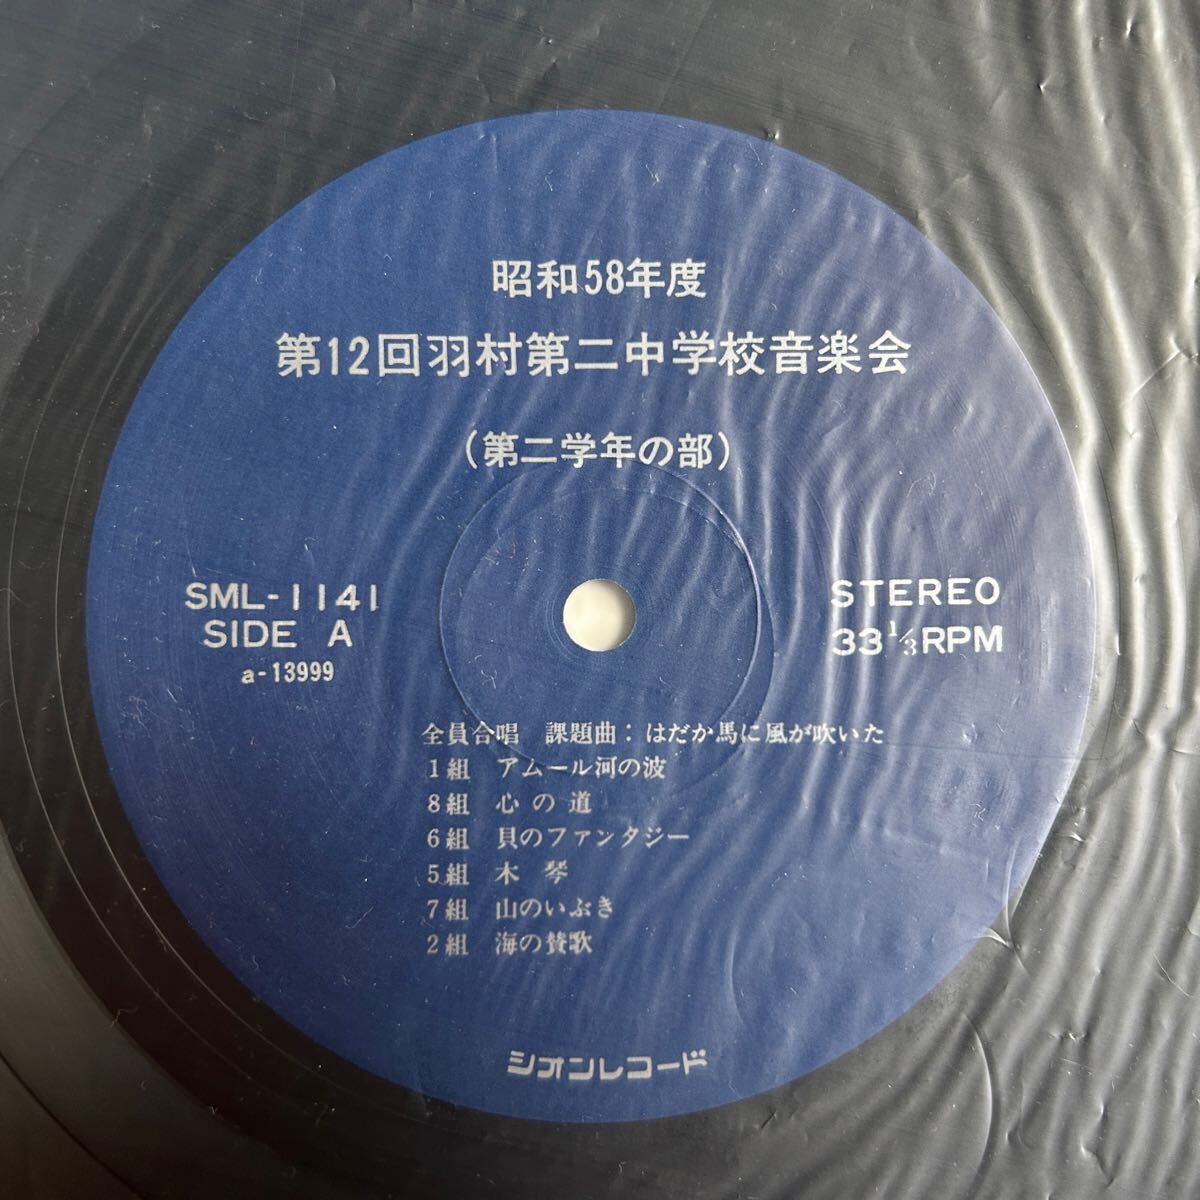 昭和58年度
第12回羽村第二中学校音楽会
(第二学年の部)
SML-1141
SIDE A
a-13999
STEREO
33 1/3 RPM
全員合唱 課題曲：はだか馬に風が吹いた
1組 アムール河の波
8組 心の道
6組 貝のファンタジー
5組 木琴
7組 山のいぶき
2組 海の賛歌
シオンレコード